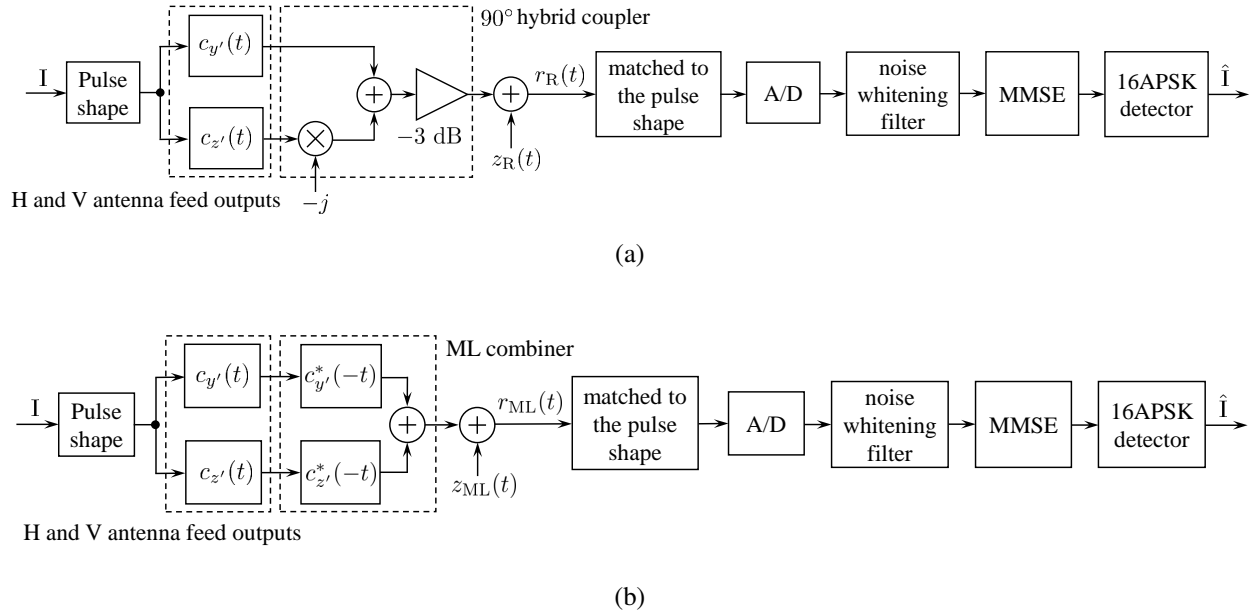 90° hybrid coupler
I
Pulse
shape
c_{y'}(t)
c_{z'}(t)
+
×
−j
−3 dB
+
z_R(t)
r_R(t)
matched to
the pulse
shape
A/D
noise
whitening
filter
MMSE
16APSK
detector
Î
H and V antenna feed outputs
(a)
ML combiner
I
Pulse
shape
c_{y'}(t)
c_{z'}(t)
c*_{y'}(−t)
c*_{z'}(−t)
+
+
z_ML(t)
r_ML(t)
matched to
the pulse
shape
A/D
noise
whitening
filter
MMSE
16APSK
detector
Î
H and V antenna feed outputs
(b)